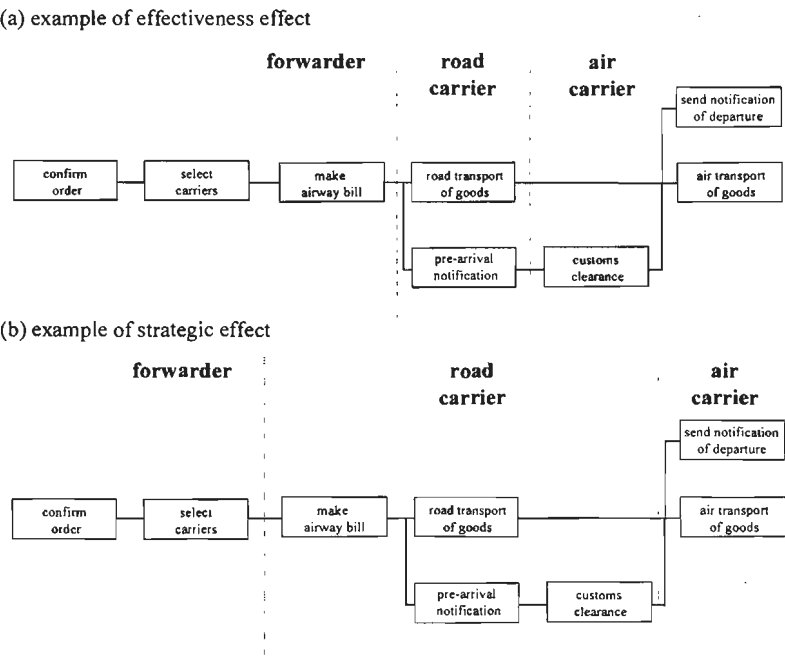 (a) example of effectiveness effect
forwarder
road
carrier
air
carrier
send notification
of departure
confirm
order
select
carriers
make
airway bill
road transport
of goods
air transport
of goods
pre-arrival
notification
customs
clearance
(b) example of strategic effect
forwarder
road
carrier
air
carrier
send notification
of departure
confirm
order
select
carriers
make
airway bill
road transport
of goods
air transport
of goods
pre-arrival
notification
customs
clearance